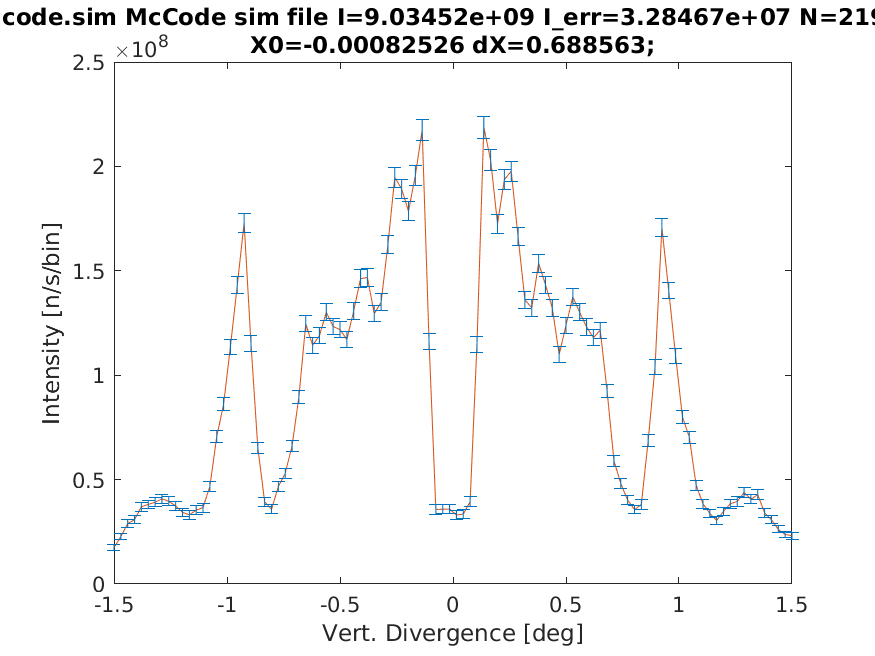 code.sim McCode sim file I=9.03452e+09 I_err=3.28467e+07 N=219
X0=-0.00082526 dX=0.688563;
×10^8
2.5
2
1.5
1
0.5
0
-1.5 -1 -0.5 0 0.5 1 1.5
Intensity [n/s/bin]
Vert. Divergence [deg]